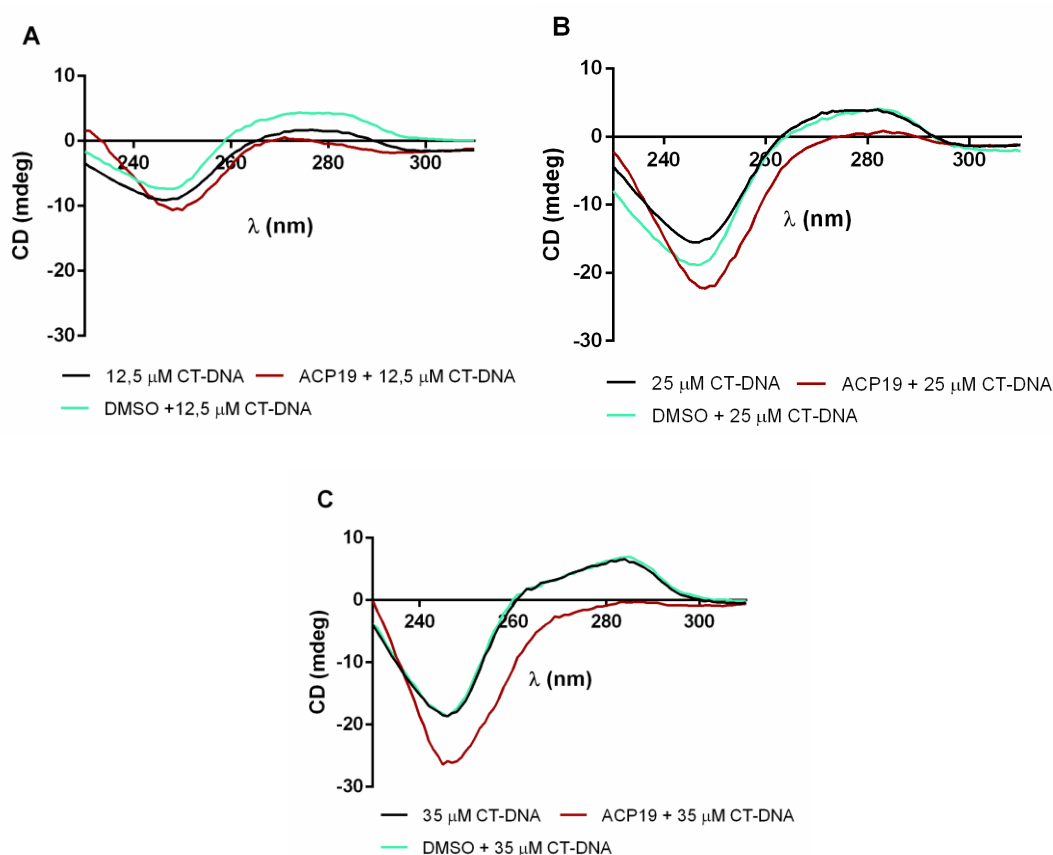 A
10
0
-10
-20
-30
240
260
280
300
CD (mdeg)
λ (nm)
12,5 μM CT-DNA ACP19 + 12,5 μM CT-DNA
DMSO +12,5 μM CT-DNA
B
10
0
-10
-20
-30
240
260
280
300
CD (mdeg)
λ (nm)
25 μM CT-DNA ACP19 + 25 μM CT-DNA
DMSO + 25 μM CT-DNA
C
10
0
-10
-20
-30
240
260
280
300
CD (mdeg)
λ (nm)
35 μM CT-DNA ACP19 + 35 μM CT-DNA
DMSO + 35 μM CT-DNA